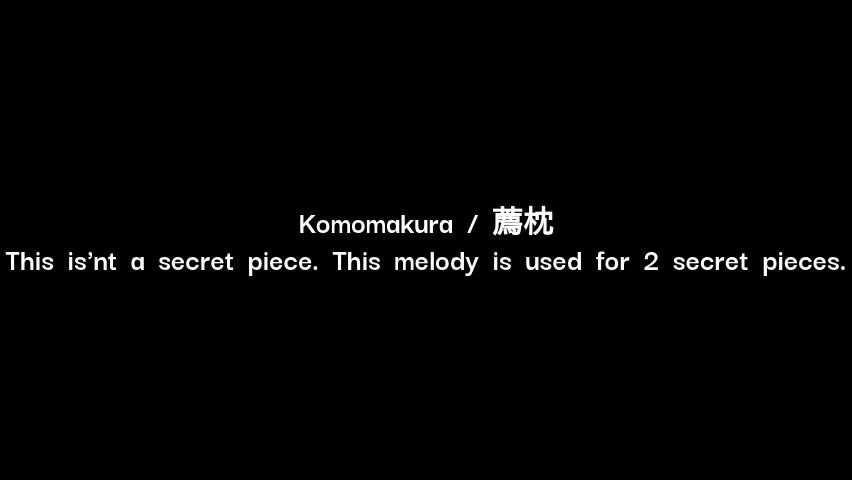 Komomakura / 薦枕
This is'nt a secret piece. This melody is used for 2 secret pieces.